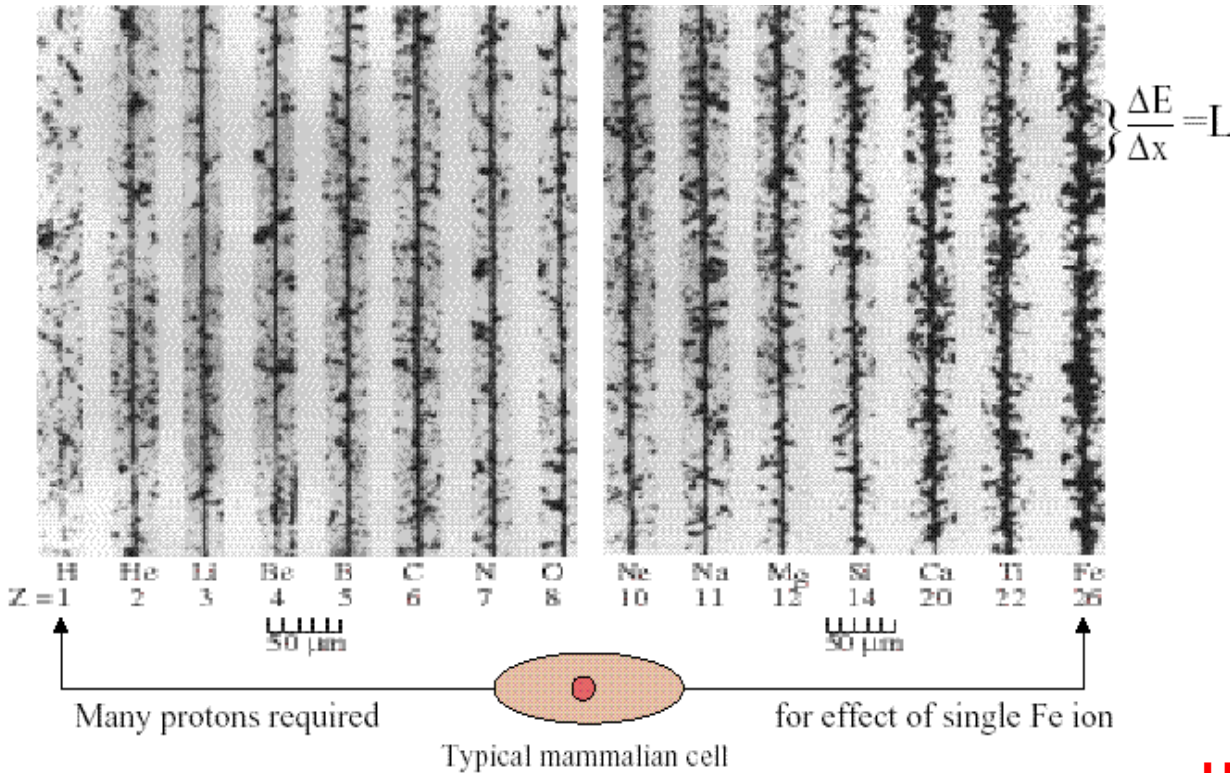 ΔE
Δx
=L
H He Li Be B C N O Ne Na Mg Si Ca Ti Fe
Z = 1 2 3 4 5 6 7 8 10 11 12 14 20 22 26
50 μm 50 μm
Many protons required for effect of single Fe ion
Typical mammalian cell